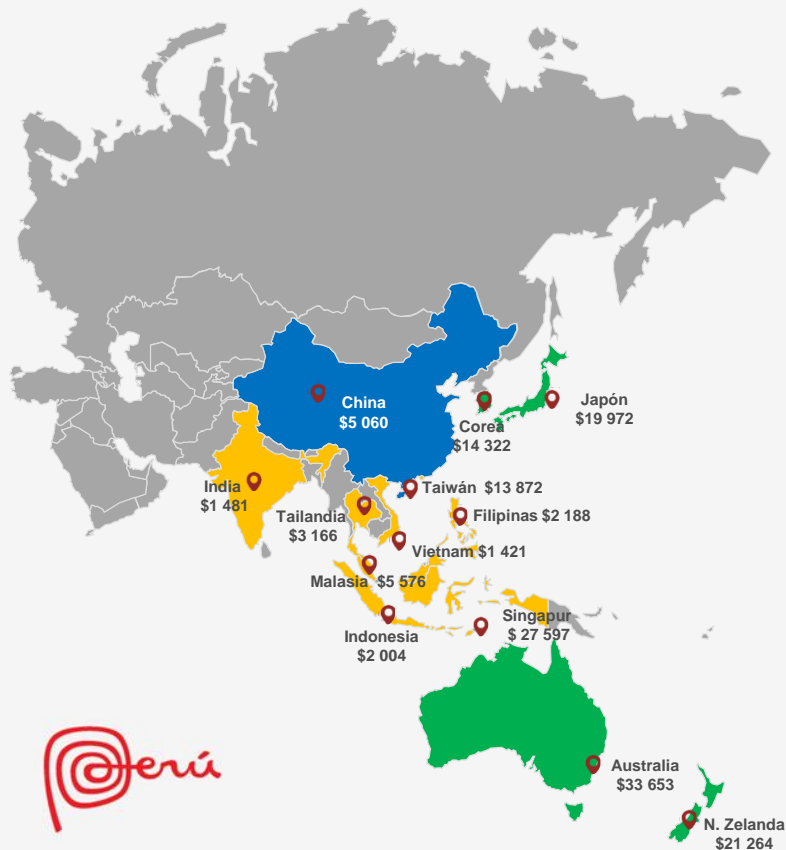 China
$5 060
Japón
$19 972
Corea
$14 322
India
$1 481
Taiwán $13 872
Tailandia
$3 166
Filipinas $2 188
Vietnam $1 421
Malasia $5 576
Singapur
$ 27 597
Indonesia
$2 004
Australia
$33 653
N. Zelanda
$21 264
Perú